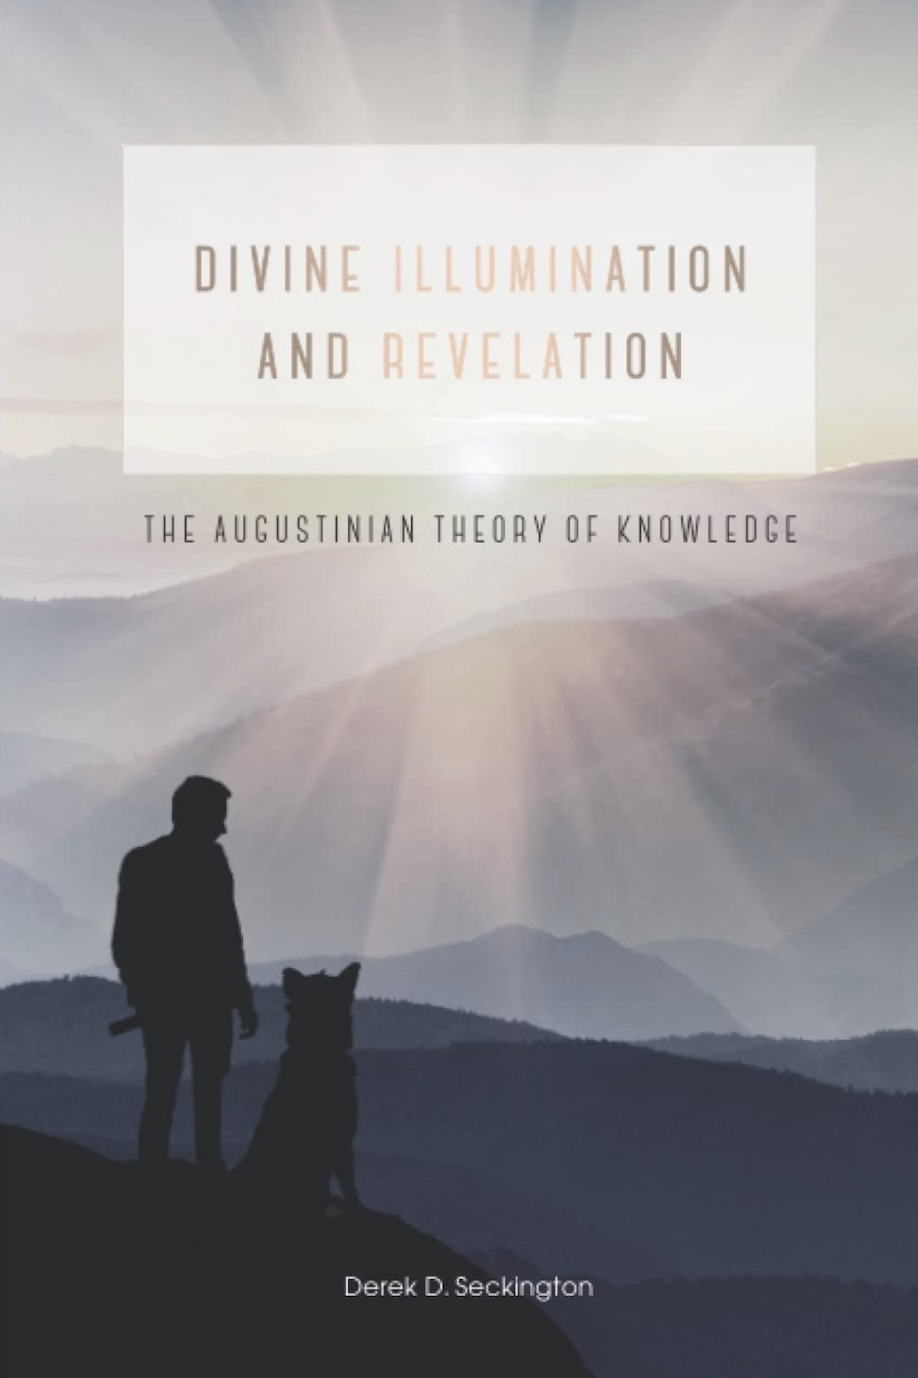 DIVINE ILLUMINATION
AND REVELATION
THE AUGUSTINIAN THEORY OF KNOWLEDGE
Derek D. Seckington